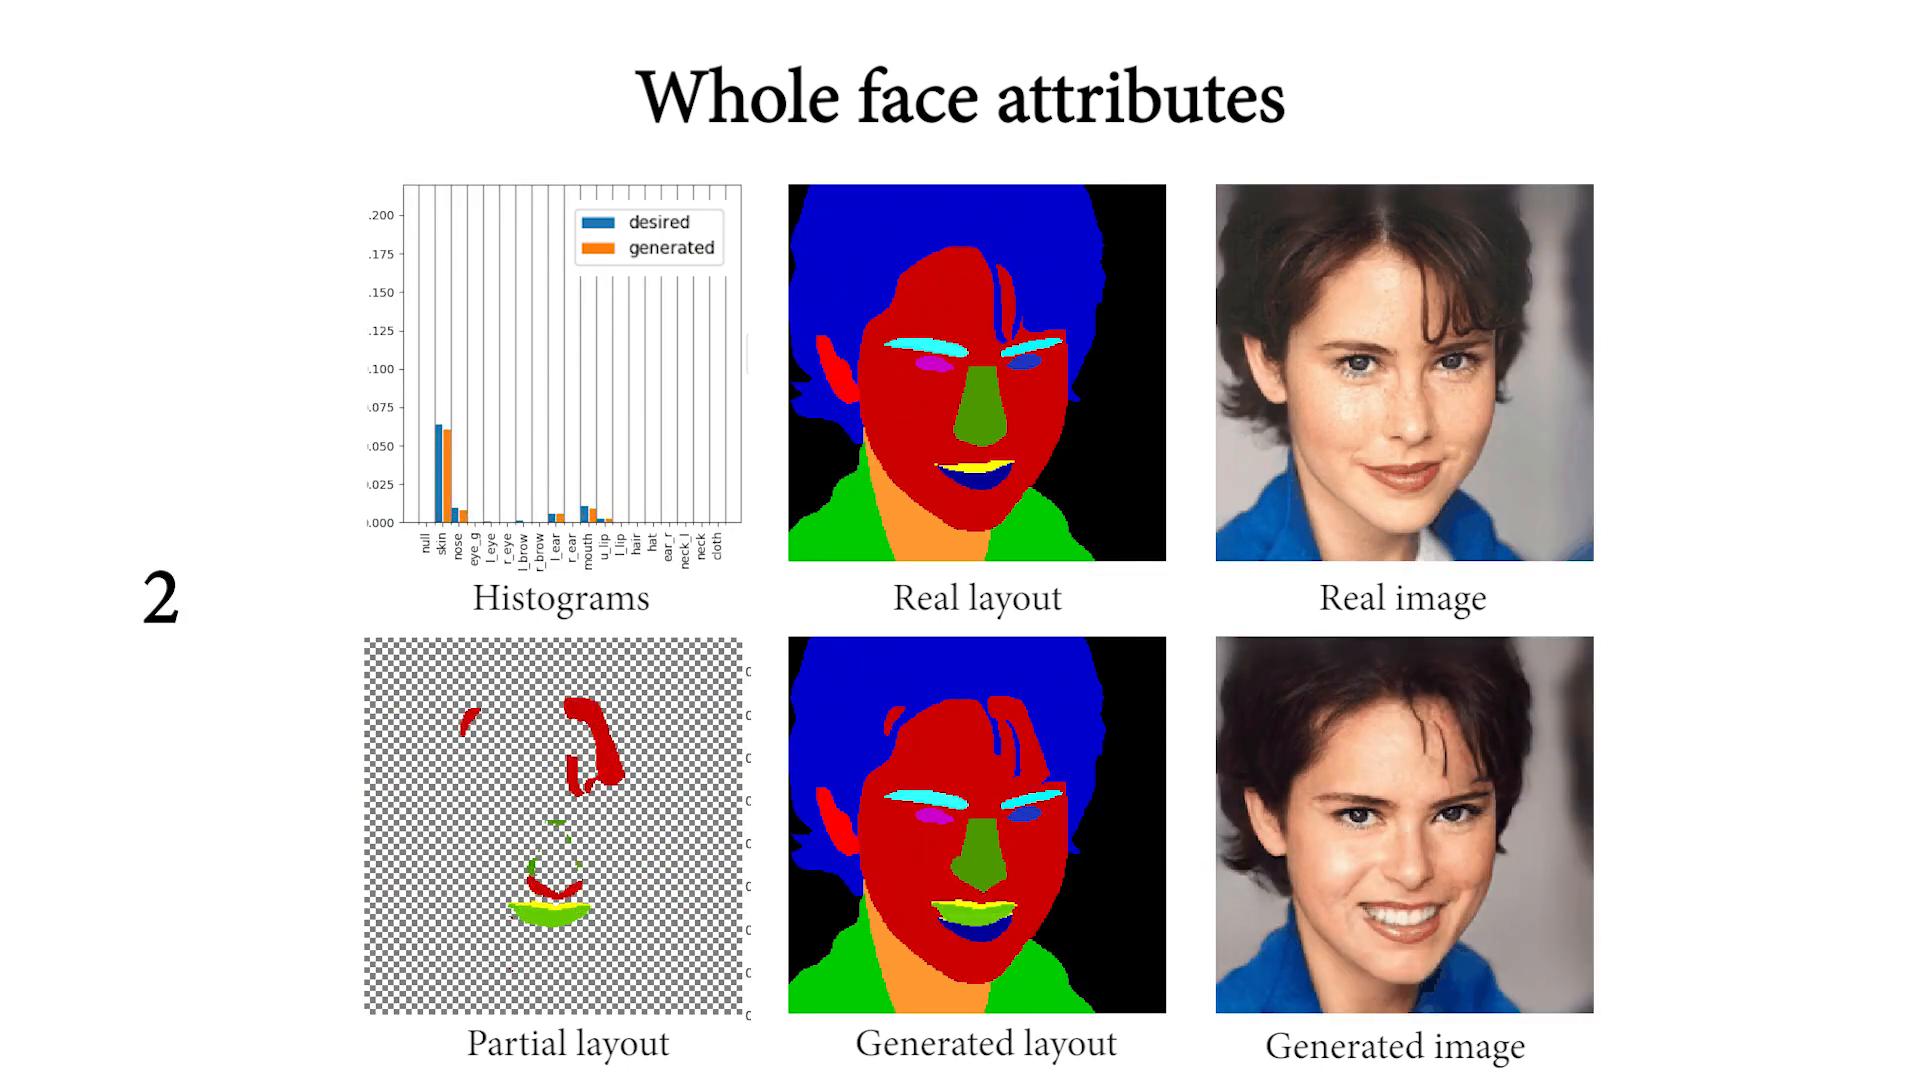 Whole face attributes
desired
generated
.200
.175
.150
.125
.100
.075
.050
.025
.000
null
skin
nose
eye_g
l_eye
r_eye
l_brow
r_brow
l_ear
r_ear
mouth
u_lip
l_lip
hair
hat
ear_r
neck_l
neck
cloth
Histograms
Real layout
Real image
2
Partial layout
Generated layout
Generated image